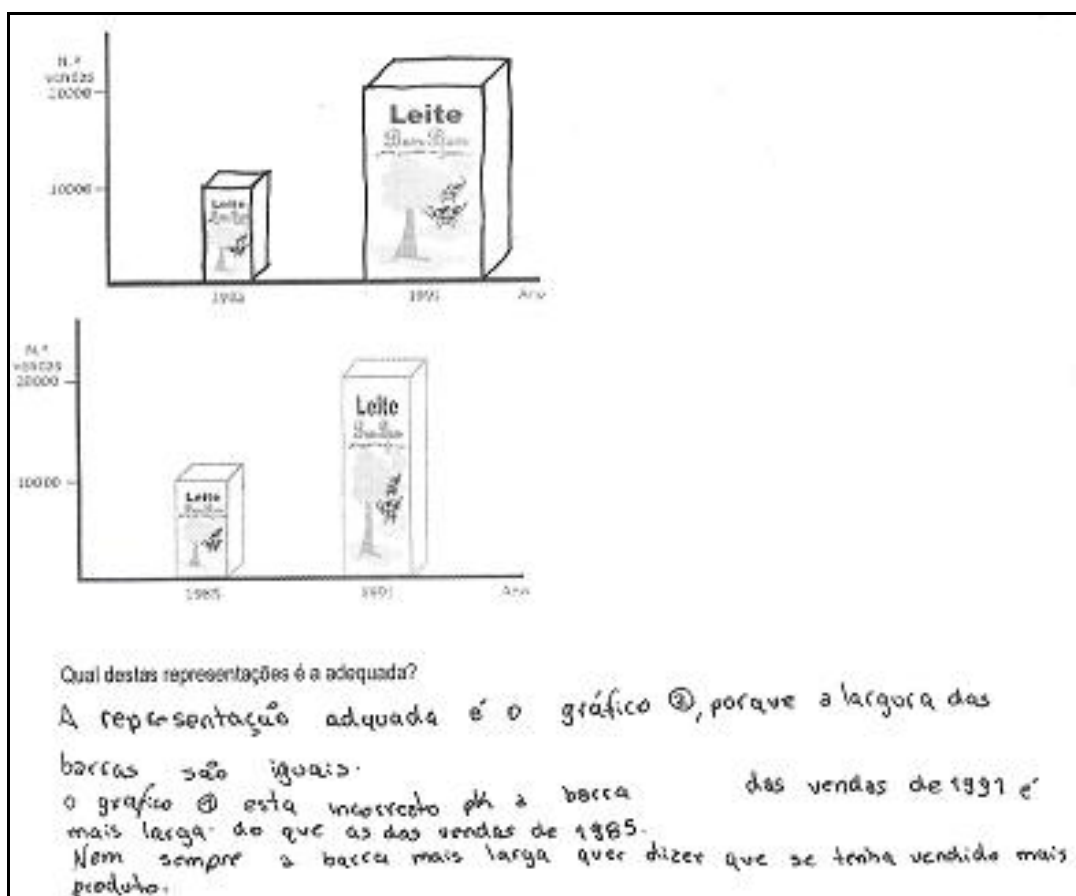 N.º
vendas
20000
Leite
Bom Bom
10000
Leite
1991
Ano
N.º
vendas
20000
Leite
10000
Leite
1985
1991
Ano
Qual destas representações é a adequada?
A representação adquada é o gráfico ②, porque a largura das
barras são iguais.
O gráfico ① esta incorrecto pk a barra das vendas de 1991 é
mais larga do que as das vendas de 1985.
Nem sempre a barra mais larga quer dizer que se tenha vendido mais
produto.